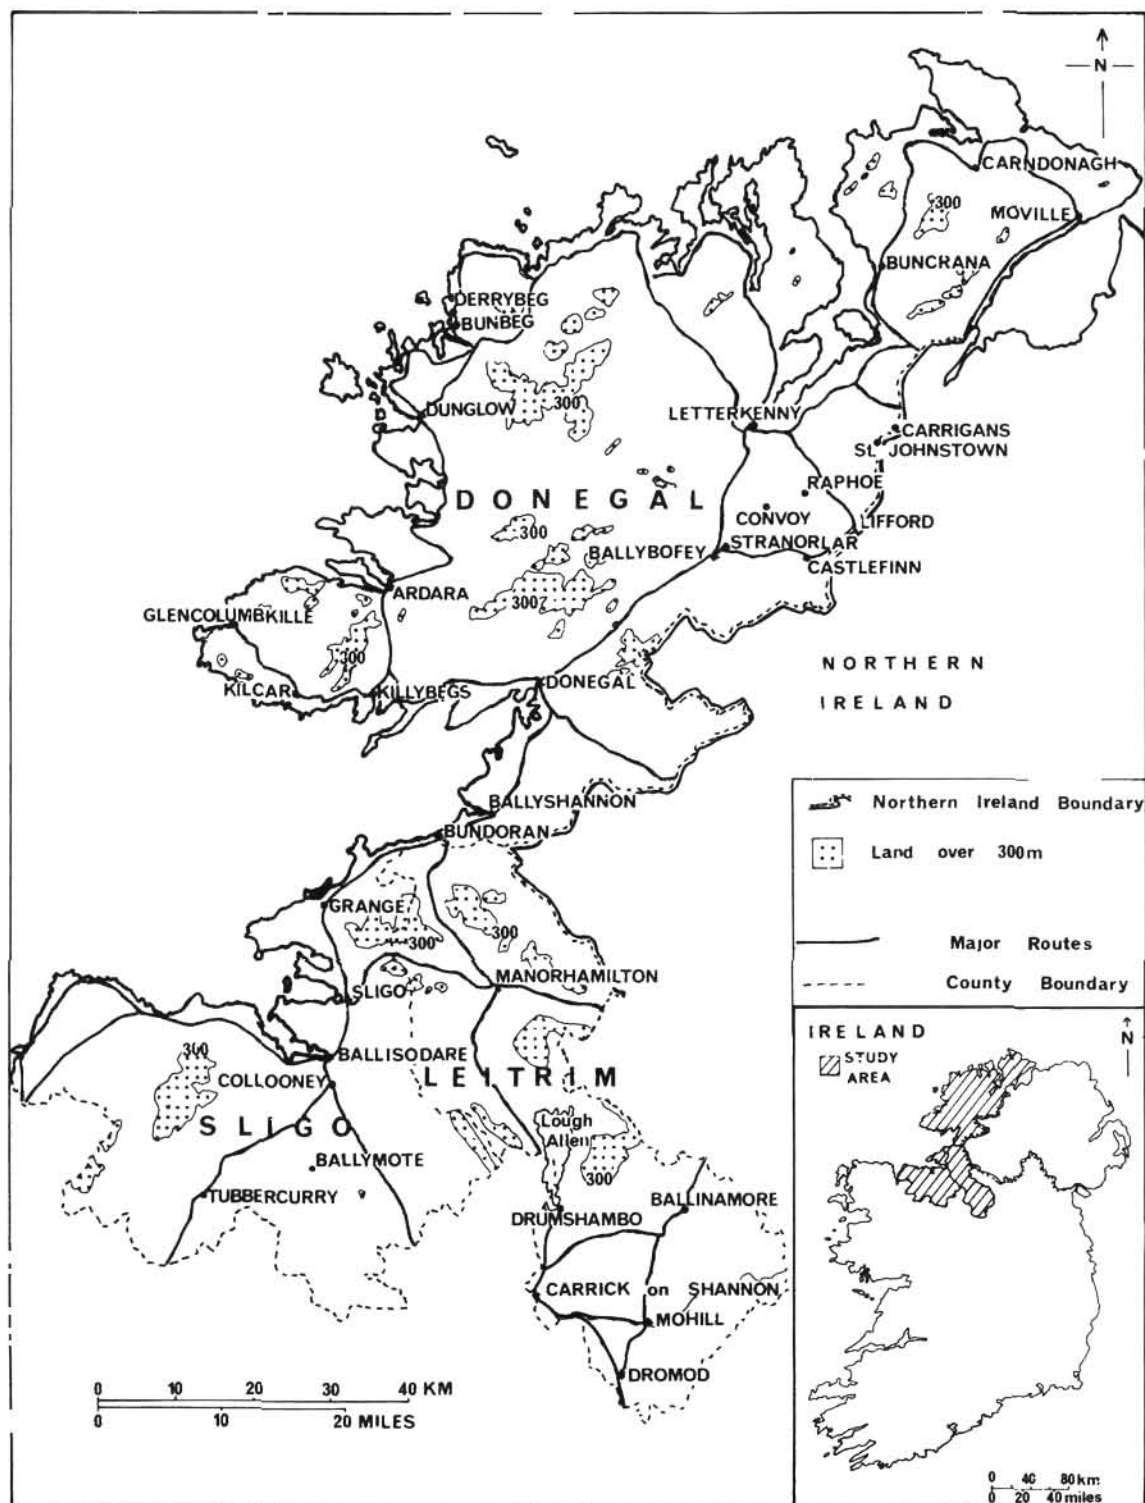 N
CARNDONAGH
300
MOVILLE
BUNCRANA
DERRYBEG
BUNBEG
300
DUNGLOW
LETTERKENNY
CARRIGANS
St. JOHNSTOWN
RAPHOE
DONEGAL
CONVOY
LIFFORD
300
STRANORLAR
BALLYBOFEY
CASTLEFINN
ARDARA
300
GLENCOLUMBKILLE
300
NORTHERN
IRELAND
KILCAR
KILLYBEGS
DONEGAL
BALLYSHANNON
BUNDORAN
GRANGE
300
300
MANORHAMILTON
SLIGO
300
BALLISODARE
COLLOONEY
LEITRIM
SLIGO
Lough
Allen
BALLYMOTE
300
TUBBERCURRY
BALLINAMORE
DRUMSHAMBO
CARRICK on SHANNON
MOHILL
DROMOD
0 10 20 30 40 KM
0 10 20 MILES
Northern Ireland Boundary
Land over 300m
Major Routes
County Boundary
IRELAND
N
STUDY
AREA
0 40 80km
0 20 40 miles